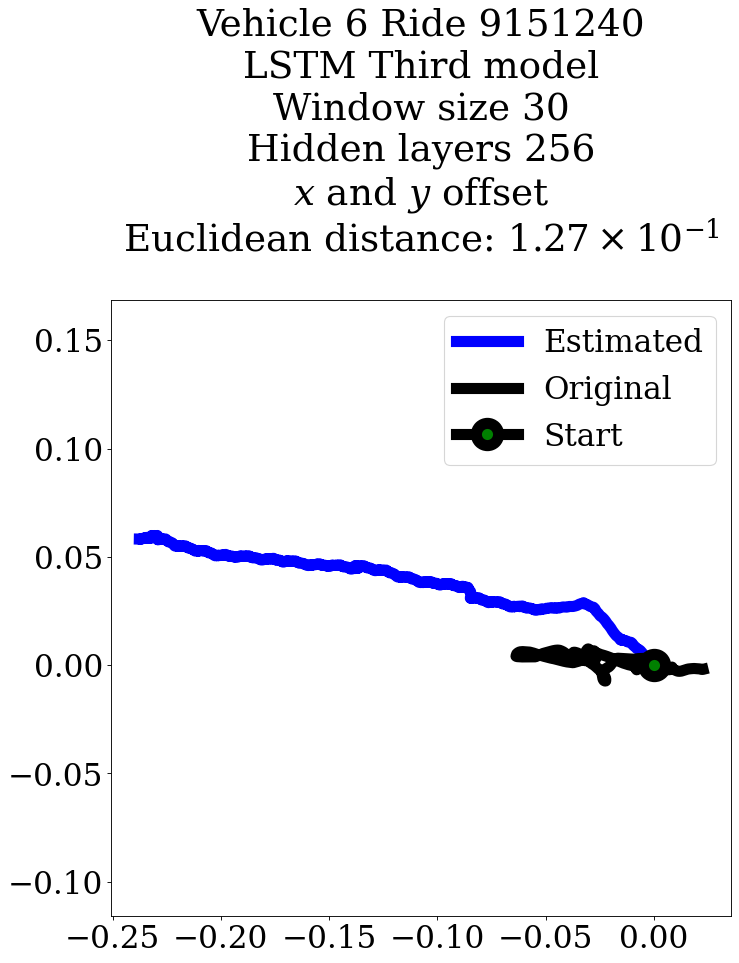 Vehicle 6 Ride 9151240
LSTM Third model
Window size 30
Hidden layers 256
x and y offset
Euclidean distance: 1.27 × 10⁻¹
Estimated
Original
Start
0.15
0.10
0.05
0.00
−0.05
−0.10
−0.25 −0.20 −0.15 −0.10 −0.05 0.00